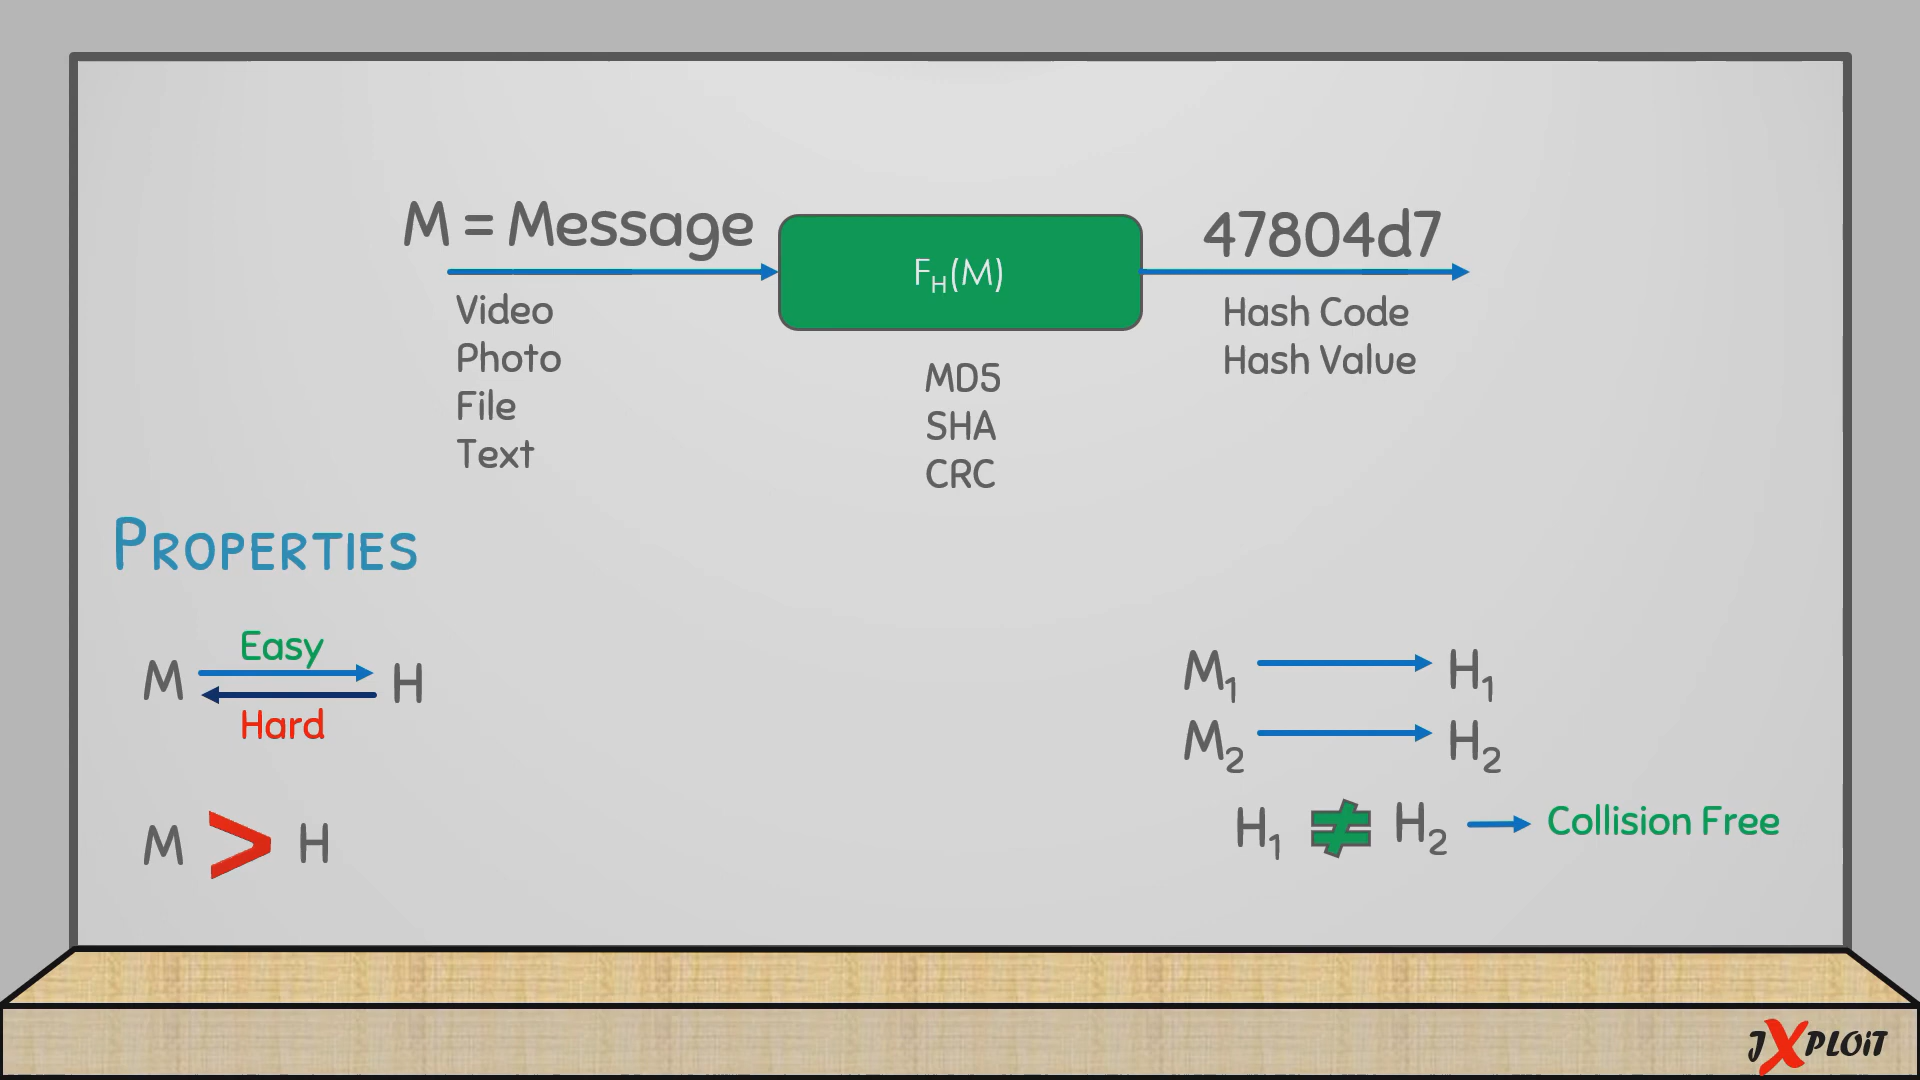 M = Message
47804d7
F_H(M)
Video
Photo
File
Text
MD5
SHA
CRC
Hash Code
Hash Value
PROPERTIES
Easy
M H
Hard
M > H
M1 H1
M2 H2
H1 ≠ H2 Collision Free
JXPLOiT